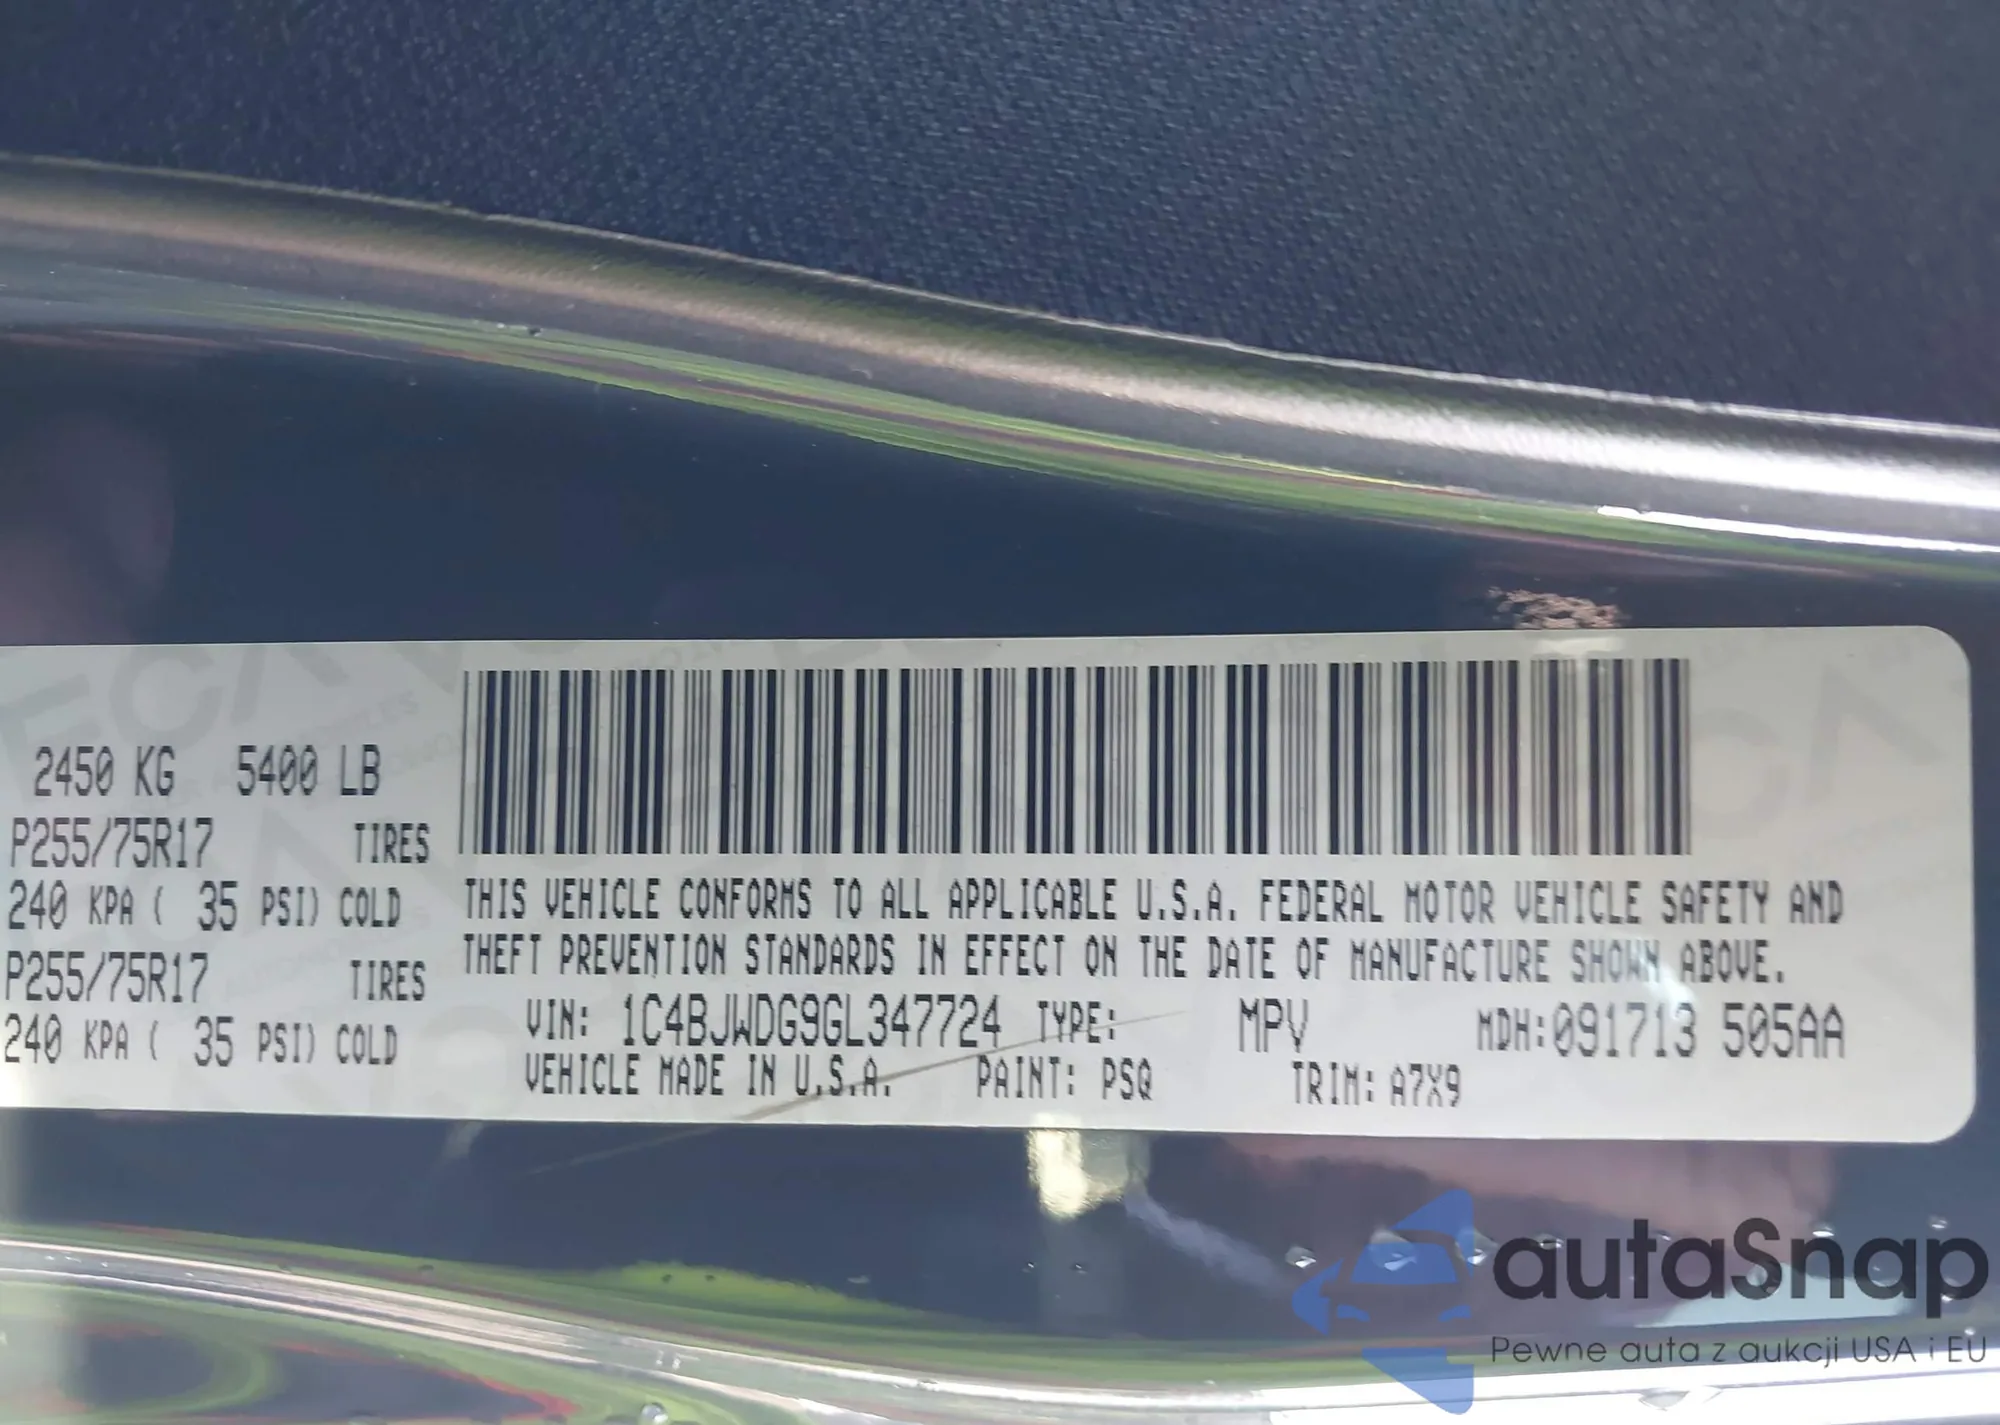 2450 KG 5400 LB
P255/75R17 TIRES
240 KPA ( 35 PSI) COLD
P255/75R17 TIRES
240 KPA ( 35 PSI) COLD
THIS VEHICLE CONFORMS TO ALL APPLICABLE U.S.A. FEDERAL MOTOR VEHICLE SAFETY AND
THEFT PREVENTION STANDARDS IN EFFECT ON THE DATE OF MANUFACTURE SHOWN ABOVE.
VIN: 1C4BJWDG9GL347724 TYPE: MPV MDH:091713 505AA
VEHICLE MADE IN U.S.A. PAINT: PSQ TRIM: A7X9
autaSnap
Pewne auta z aukcji USA i EU